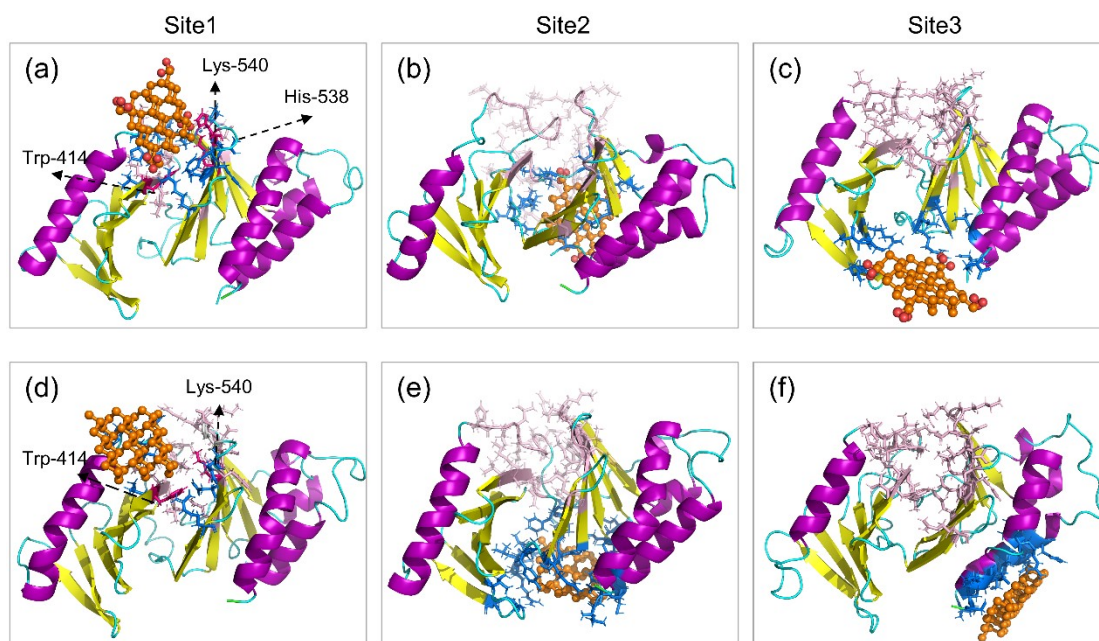 Site1 Site2 Site3
(a) Lys-540 (b) (c)
His-538
Trp-414
(d) Lys-540 (e) (f)
Trp-414